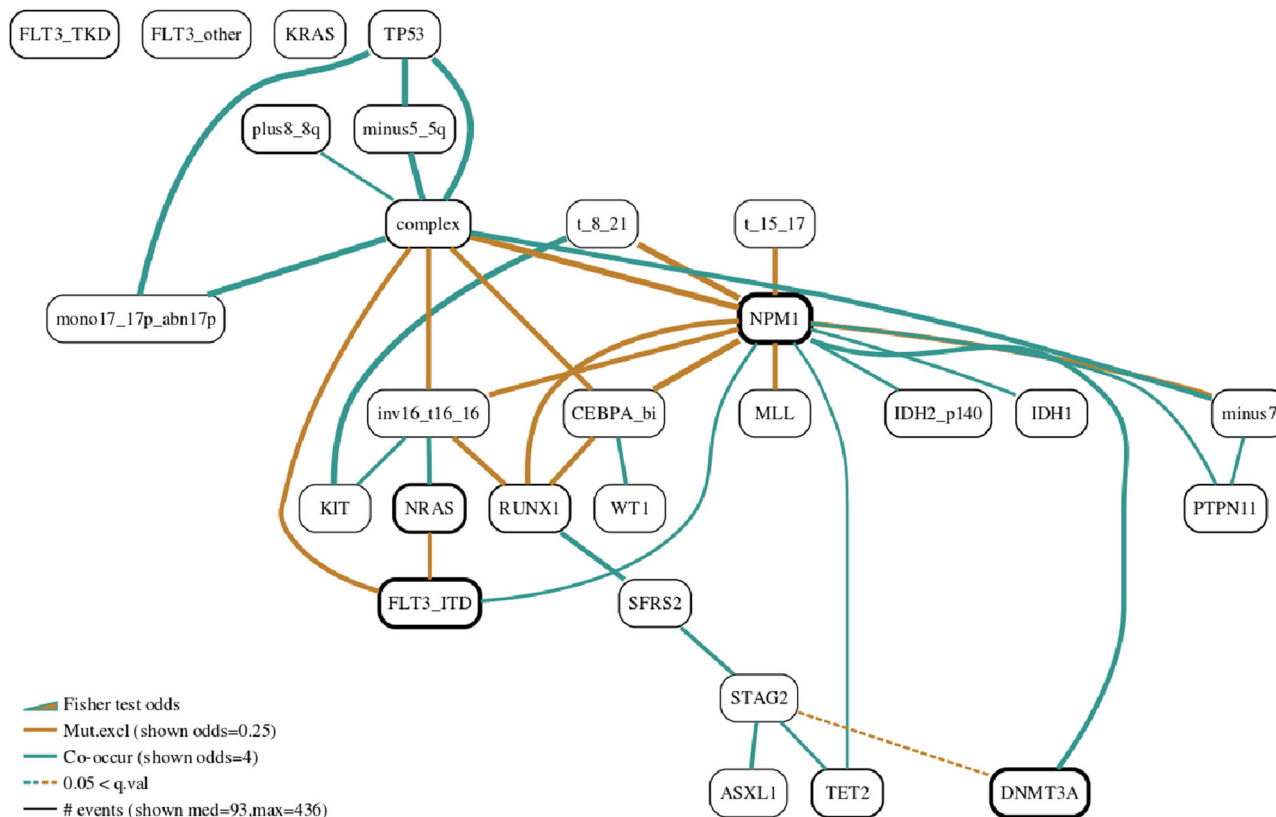 FLT3_TKD FLT3_other KRAS TP53
plus8_8q minus5_5q
complex t_8_21 t_15_17
mono17_17p_abn17p NPM1
inv16_t16_16 CEBPA_bi MLL IDH2_p140 IDH1 minus7
KIT NRAS RUNX1 WT1 PTPN11
FLT3_ITD SFRS2
STAG2
ASXL1 TET2 DNMT3A
Fisher test odds
Mut.excl (shown odds=0.25)
Co-occur (shown odds=4)
0.05 < q.val
# events (shown med=93,max=436)